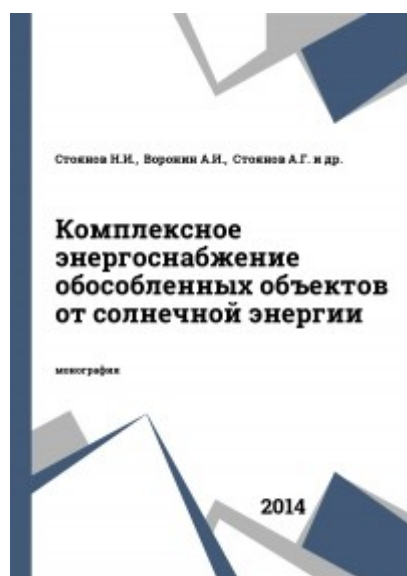 Стоянов Н.И., Воронин А.И., Стоянов А.Г. и др.
Комплексное
энергоснабжение
обособленных объектов
от солнечной энергии
монография
2014